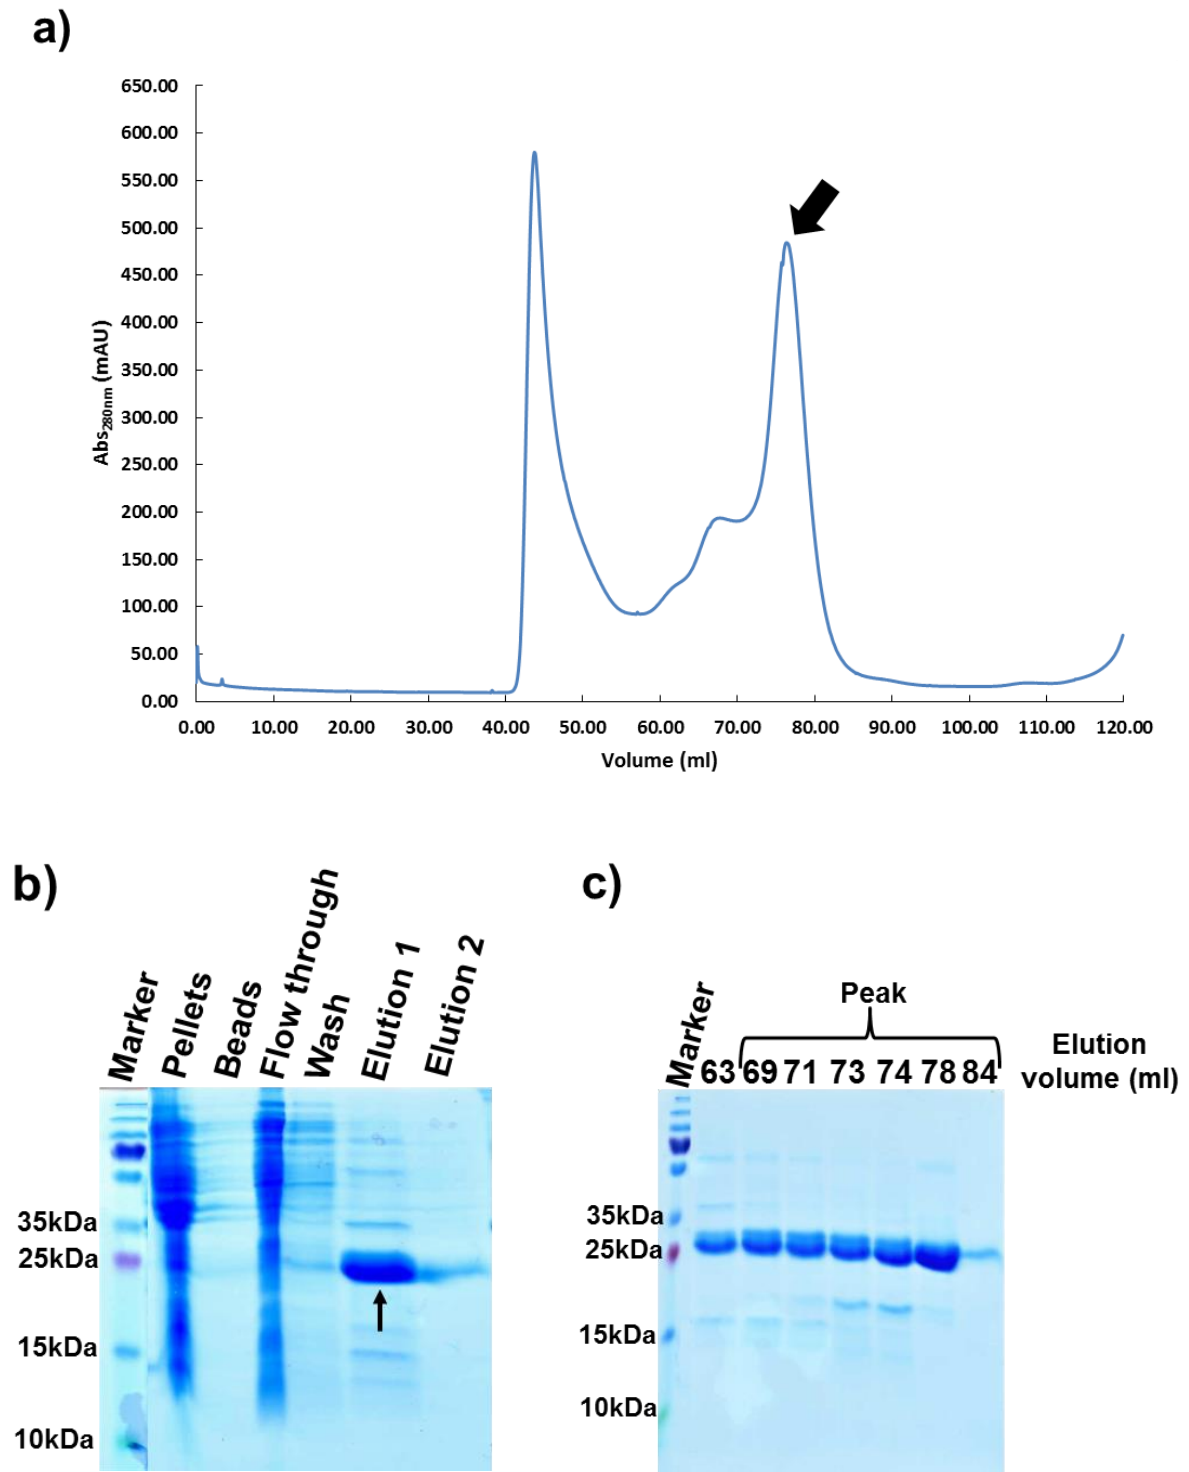 a)
650.00
600.00
550.00
500.00
450.00
400.00
350.00
300.00
250.00
200.00
150.00
100.00
50.00
0.00
Abs280nm (mAU)
0.00 10.00 20.00 30.00 40.00 50.00 60.00 70.00 80.00 90.00 100.00 110.00 120.00
Volume (ml)
b)
Marker Pellets Beads Flow through Wash Elution 1 Elution 2
35kDa
25kDa
15kDa
10kDa
c)
Peak
Marker 63 69 71 73 74 78 84
Elution
volume (ml)
35kDa
25kDa
15kDa
10kDa